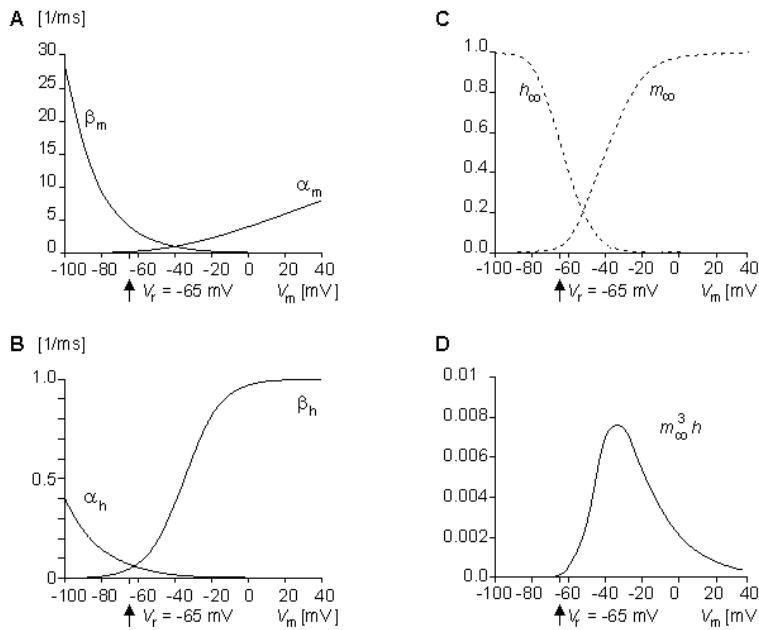 A [1/ms]
30
25
20
15
10
5
0
βm
αm
-100 -80 -60 -40 -20 0 20 40
Vr = -65 mV Vm [mV]
C
1.0
0.8
0.6
0.4
0.2
0.0
h∞ m∞
-100 -80 -60 -40 -20 0 20 40
Vr = -65 mV Vm [mV]
B [1/ms]
1.0
0.5
0
αh
βh
-100 -80 -60 -40 -20 0 20 40
Vr = -65 mV Vm [mV]
D
0.01
0.008
0.006
0.004
0.002
0.0
m∞³ h
-100 -80 -60 -40 -20 0 20 40
Vr = -65 mV Vm [mV]